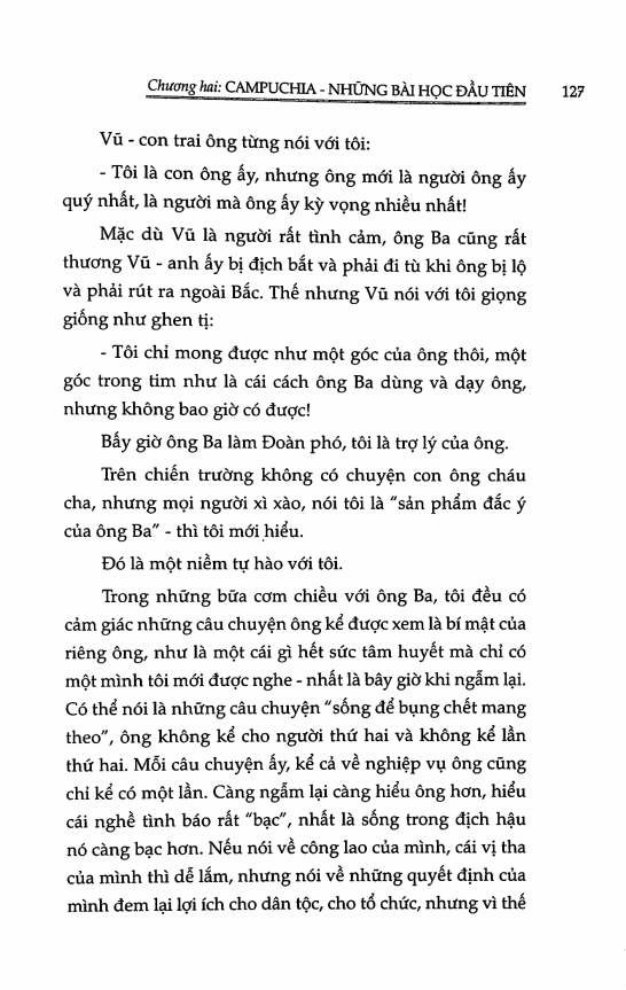 Chương hai: CAMPUCHIA - NHỮNG BÀI HỌC ĐẦU TIÊN 127
Vũ - con trai ông từng nói với tôi:
- Tôi là con ông ấy, nhưng ông mới là người ông ấy
quý nhất, là người mà ông ấy kỳ vọng nhiều nhất!
Mặc dù Vũ là người rất tình cảm, ông Ba cũng rất
thương Vũ - anh ấy bị địch bắt và phải đi tù khi ông bị lộ
và phải rút ra ngoài Bắc. Thế nhưng Vũ nói với tôi giọng
giống như ghen tị:
- Tôi chỉ mong được như một góc của ông thôi, một
góc trong tim như là cái cách ông Ba dùng và dạy ông,
nhưng không bao giờ có được!
Bấy giờ ông Ba làm Đoàn phó, tôi là trợ lý của ông.
Trên chiến trường không có chuyện con ông cháu
cha, nhưng mọi người xì xào, nói tôi là "sản phẩm đắc ý
của ông Ba" - thì tôi mới hiểu.
Đó là một niềm tự hào với tôi.
Trong những bữa cơm chiều với ông Ba, tôi đều có
cảm giác những câu chuyện ông kể được xem là bí mật của
riêng ông, như là một cái gì hết sức tâm huyết mà chỉ có
một mình tôi mới được nghe - nhất là bây giờ khi ngẫm lại.
Có thể nói là những câu chuyện "sống để bụng chết mang
theo", ông không kể cho người thứ hai và không kể lần
thứ hai. Mỗi câu chuyện ấy, kể cả về nghiệp vụ ông cũng
chỉ kể có một lần. Càng ngẫm lại càng hiểu ông hơn, hiểu
cái nghề tình báo rất "bạc", nhất là sống trong địch hậu
nó càng bạc hơn. Nếu nói về công lao của mình, cái vị tha
của mình thì dễ lắm, nhưng nói về những quyết định của
mình đem lại lợi ích cho dân tộc, cho tổ chức, nhưng vì thế